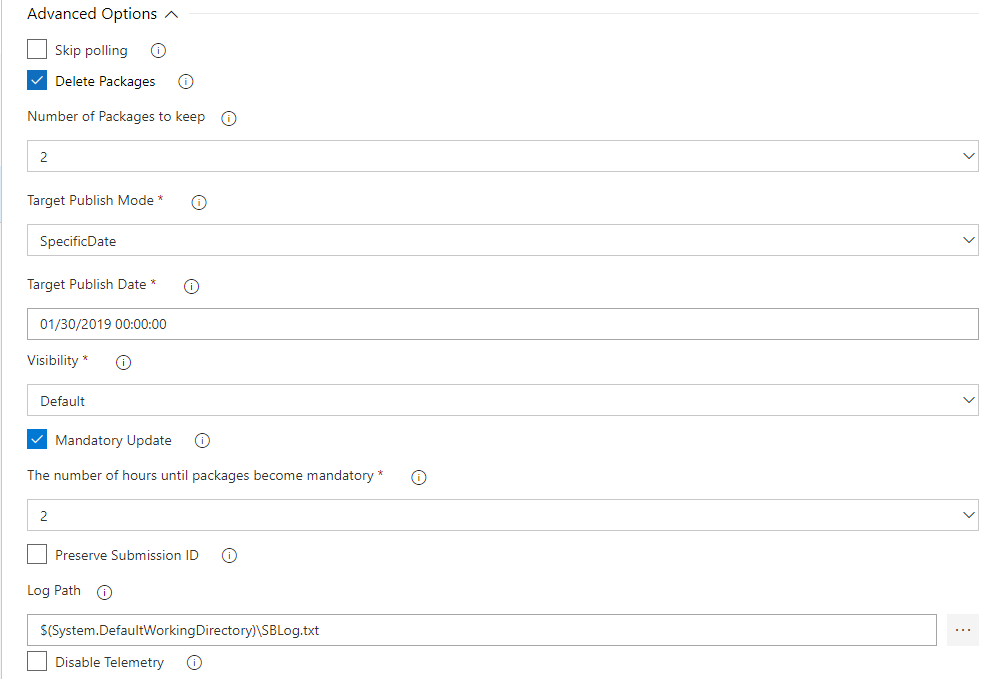 Advanced Options
Skip polling
Delete Packages
Number of Packages to keep
2
Target Publish Mode *
SpecificDate
Target Publish Date *
01/30/2019 00:00:00
Visibility *
Default
Mandatory Update
The number of hours until packages become mandatory *
2
Preserve Submission ID
Log Path
$(System.DefaultWorkingDirectory)\SBLog.txt
Disable Telemetry